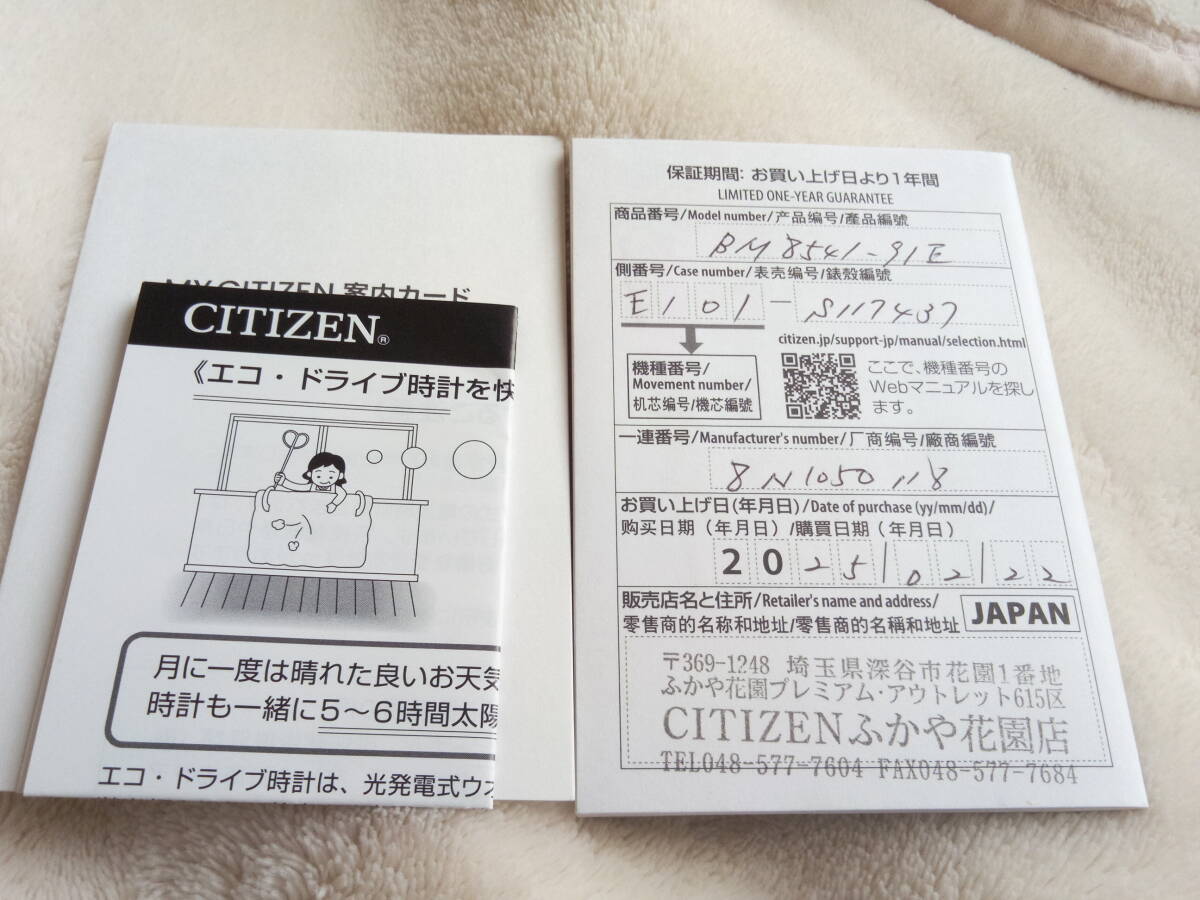 MY CITIZEN 案内カード
CITIZEN®
《エコ・ドライブ時計を快
月に一度は晴れた良いお天気
時計も一緒に5～6時間太陽
エコ・ドライブ時計は、光発電式ウオ
保証期間: お買い上げ日より1年間
LIMITED ONE-YEAR GUARANTEE
商品番号/Model number/产品编号/產品編號
BM8541-91E
側番号/Case number/表壳编号/錶殼編號
E101-S117437
citizen.jp/support-jp/manual/selection.html
機種番号/
Movement number/
机芯编号/機芯編號
ここで、機種番号の
Webマニュアルを探し
ます。
一連番号/Manufacturer's number/厂商编号/廠商編號
8N1050118
お買い上げ日(年月日)/Date of purchase (yy/mm/dd)/
购买日期（年月日）/購買日期（年月日）
2025/02/22
販売店名と住所/Retailer's name and address/
零售商的名称和地址/零售商的名稱和地址
JAPAN
〒369-1248 埼玉県深谷市花園1番地
ふかや花園プレミアム・アウトレット615区
CITIZENふかや花園店
TEL048-577-7604 FAX048-577-7684